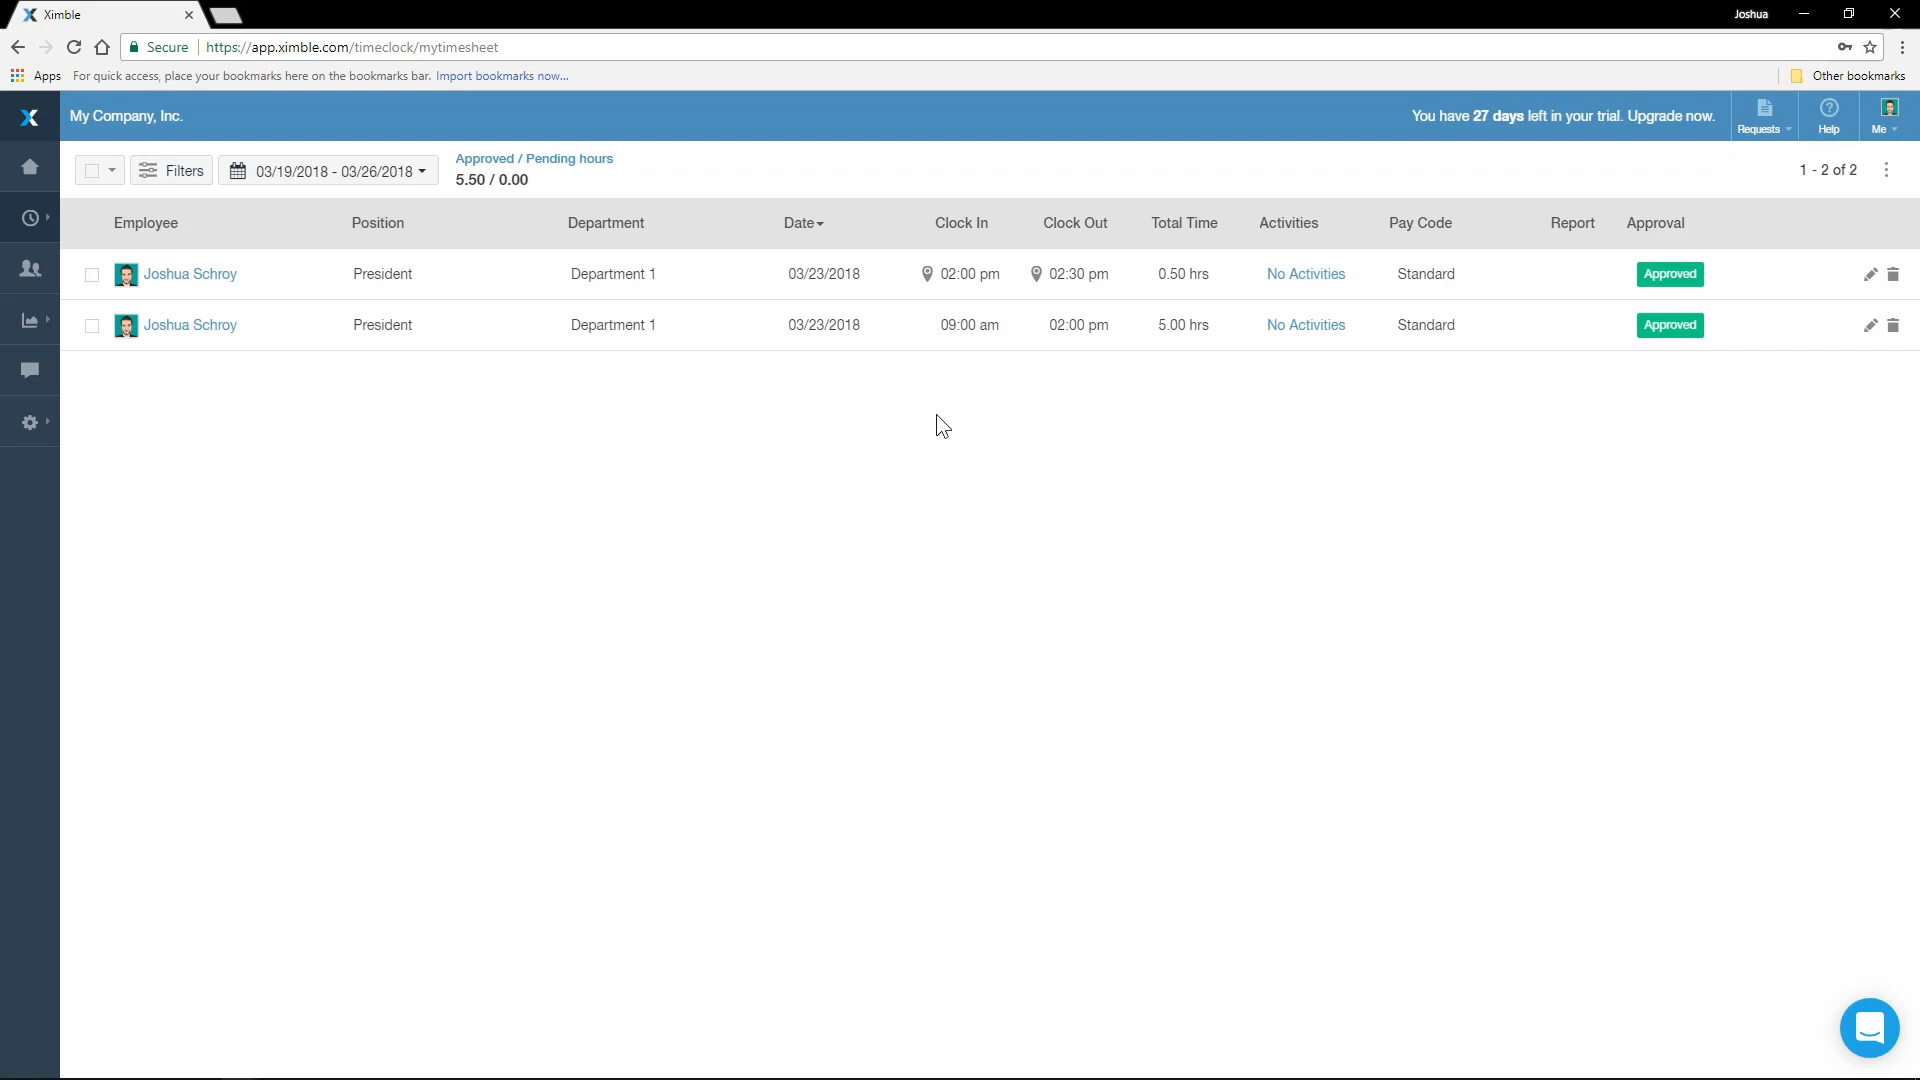 Ximble
Joshua
Secure https://app.ximble.com/timeclock/mytimesheet
Apps For quick access, place your bookmarks here on the bookmarks bar. Import bookmarks now... Other bookmarks
My Company, Inc. You have 27 days left in your trial. Upgrade now. Requests Help Me
Filters 03/19/2018 - 03/26/2018
Approved / Pending hours
5.50 / 0.00
1 - 2 of 2
Employee Position Department Date Clock In Clock Out Total Time Activities Pay Code Report Approval
Joshua Schroy President Department 1 03/23/2018 02:00 pm 02:30 pm 0.50 hrs No Activities Standard Approved
Joshua Schroy President Department 1 03/23/2018 09:00 am 02:00 pm 5.00 hrs No Activities Standard Approved